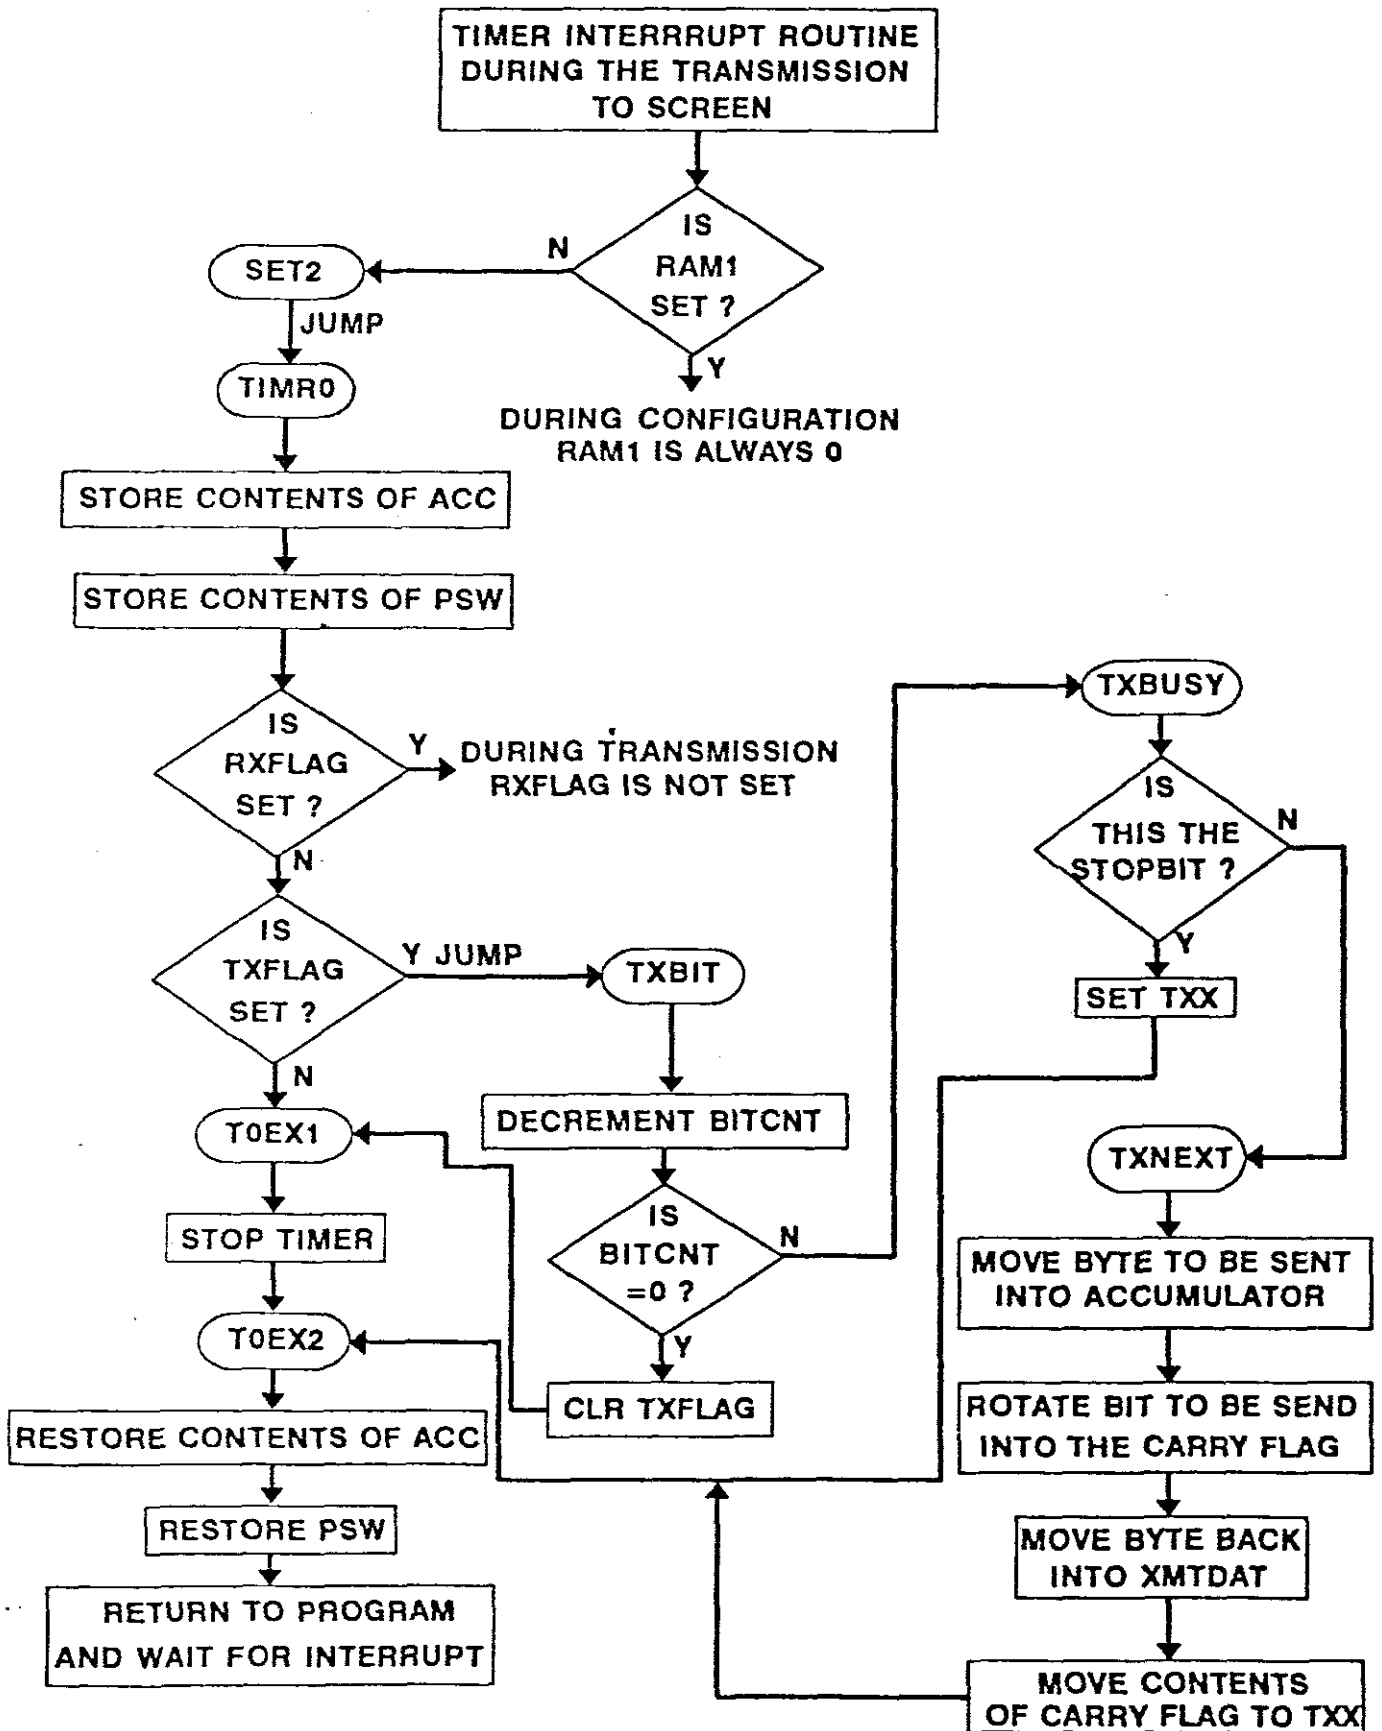 TIMER INTERRRUPT ROUTINE
DURING THE TRANSMISSION
TO SCREEN
IS
RAM1
SET ?
N
SET2
JUMP
Y
TIMR0
DURING CONFIGURATION
RAM1 IS ALWAYS 0
STORE CONTENTS OF ACC
STORE CONTENTS OF PSW
IS
RXFLAG
SET ?
Y
DURING TRANSMISSION
RXFLAG IS NOT SET
N
IS
TXFLAG
SET ?
Y JUMP
TXBIT
N
T0EX1
STOP TIMER
T0EX2
RESTORE CONTENTS OF ACC
RESTORE PSW
RETURN TO PROGRAM
AND WAIT FOR INTERRUPT
DECREMENT BITCNT
IS
BITCNT
=0 ?
N
Y
CLR TXFLAG
TXBUSY
IS
THIS THE
STOPBIT ?
N
Y
SET TXX
TXNEXT
MOVE BYTE TO BE SENT
INTO ACCUMULATOR
ROTATE BIT TO BE SEND
INTO THE CARRY FLAG
MOVE BYTE BACK
INTO XMTDAT
MOVE CONTENTS
OF CARRY FLAG TO TXX